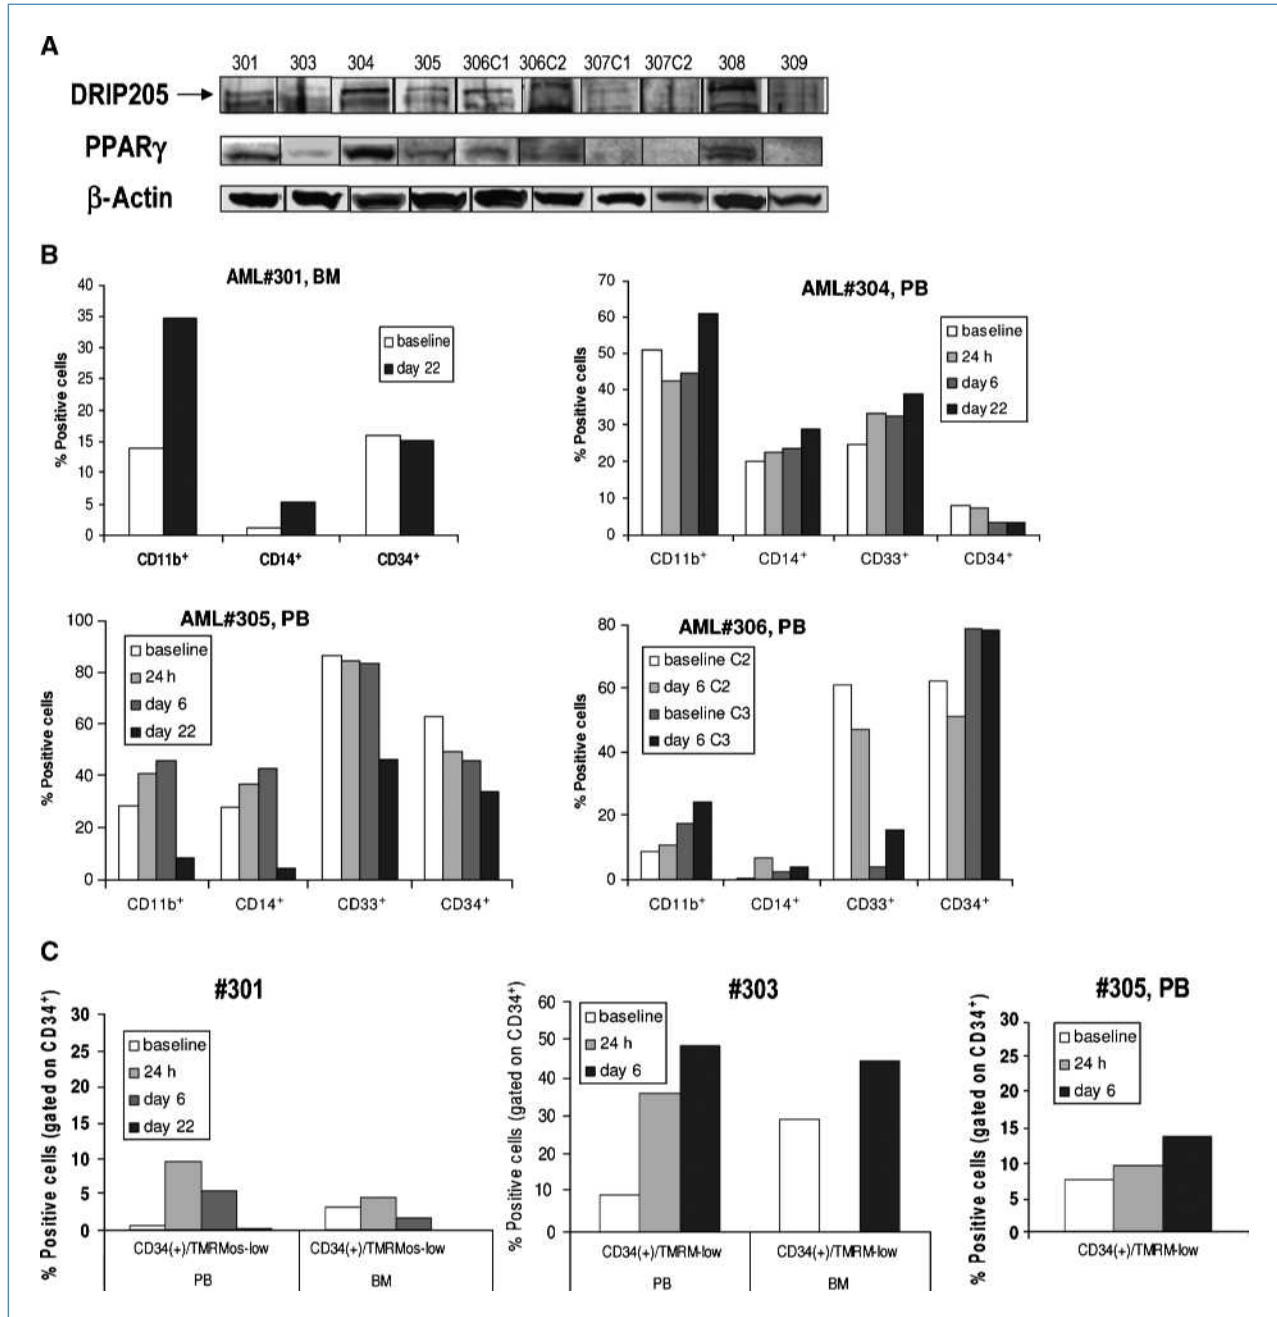 A
301 303 304 305 306C1 306C2 307C1 307C2 308 309
DRIP205
PPARγ
β-Actin
B
AML#301, BM
% Positive cells
40
35
30
25
20
15
10
5
0
baseline
day 22
CD11b⁺ CD14⁺ CD34⁺
AML#304, PB
% Positive cells
70
60
50
40
30
20
10
0
baseline
24 h
day 6
day 22
CD11b⁺ CD14⁺ CD33⁺ CD34⁺
AML#305, PB
% Positive cells
100
80
60
40
20
0
baseline
24 h
day 6
day 22
CD11b⁺ CD14⁺ CD33⁺ CD34⁺
AML#306, PB
% Positive cells
80
60
40
20
0
baseline C2
day 6 C2
baseline C3
day 6 C3
CD11b⁺ CD14⁺ CD33⁺ CD34⁺
C
#301
% Positive cells (gated on CD34⁺)
30
25
20
15
10
5
0
baseline
24 h
day 6
day 22
CD34(+)/TMRMos-low CD34(+)/TMRMos-low
PB BM
#303
% Positive cells (gated on CD34⁺)
60
50
40
30
20
10
0
baseline
24 h
day 6
CD34(+)/TMRM-low CD34(+)/TMRM-low
PB BM
#305, PB
% Positive cells (gated on CD34⁺)
30
25
20
15
10
5
0
baseline
24 h
day 6
CD34(+)/TMRM-low